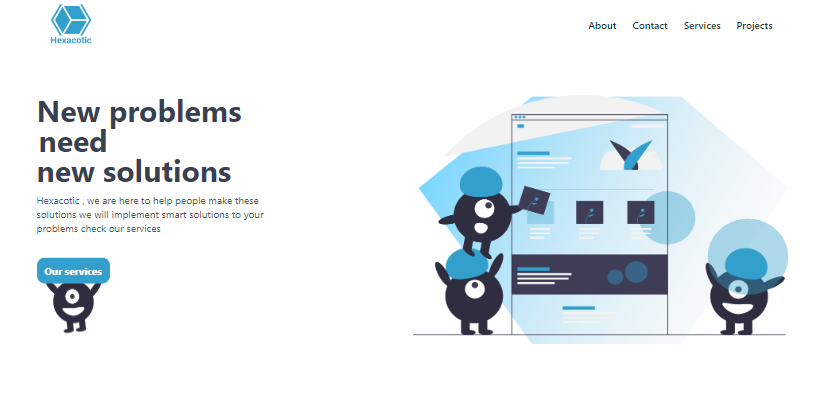 Hexacotic
About Contact Services Projects
New problems
need
new solutions
Hexacotic , we are here to help people make these
solutions we will implement smart solutions to your
problems check our services
Our services